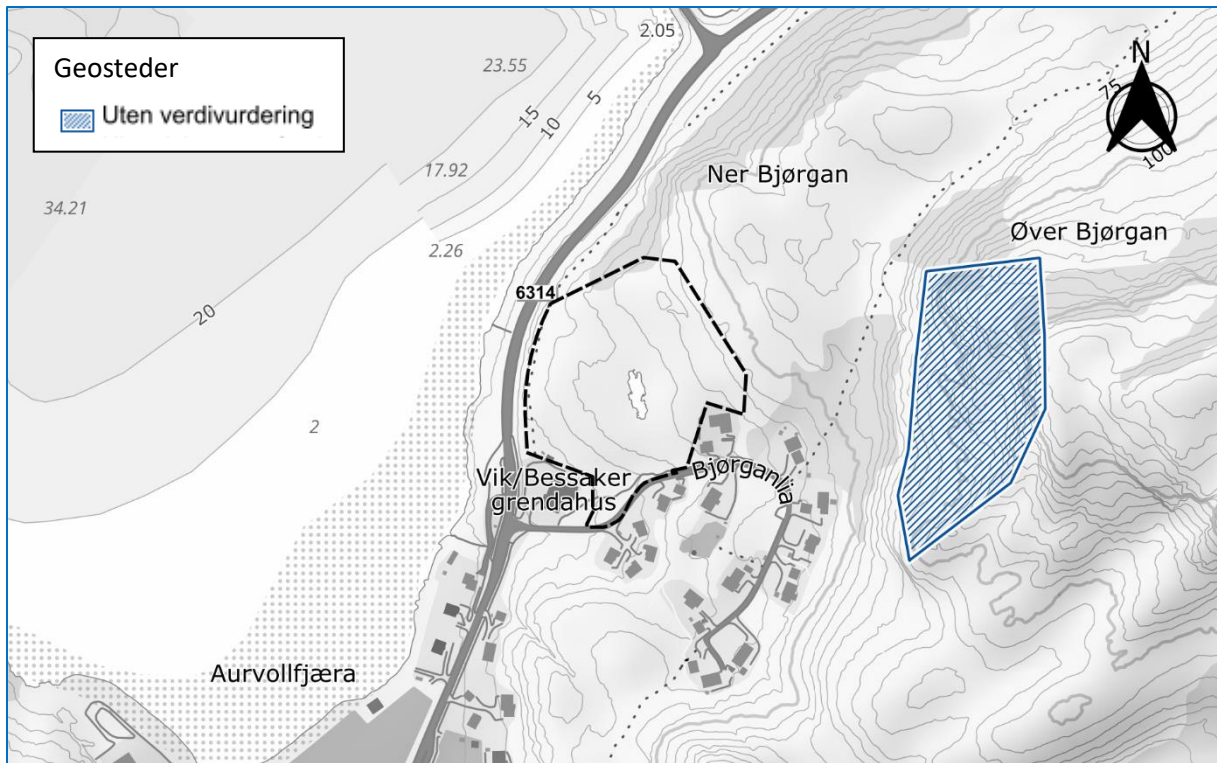 Geosteder
Uten verdivurdering
2.05
23.55
15
10
5
17.92
34.21
2.26
20
2
6314
N
75
100
Ner Bjørgan
Øver Bjørgan
Vik/Bessaker
grendahus
Bjørganlia
Aurvollfjæra